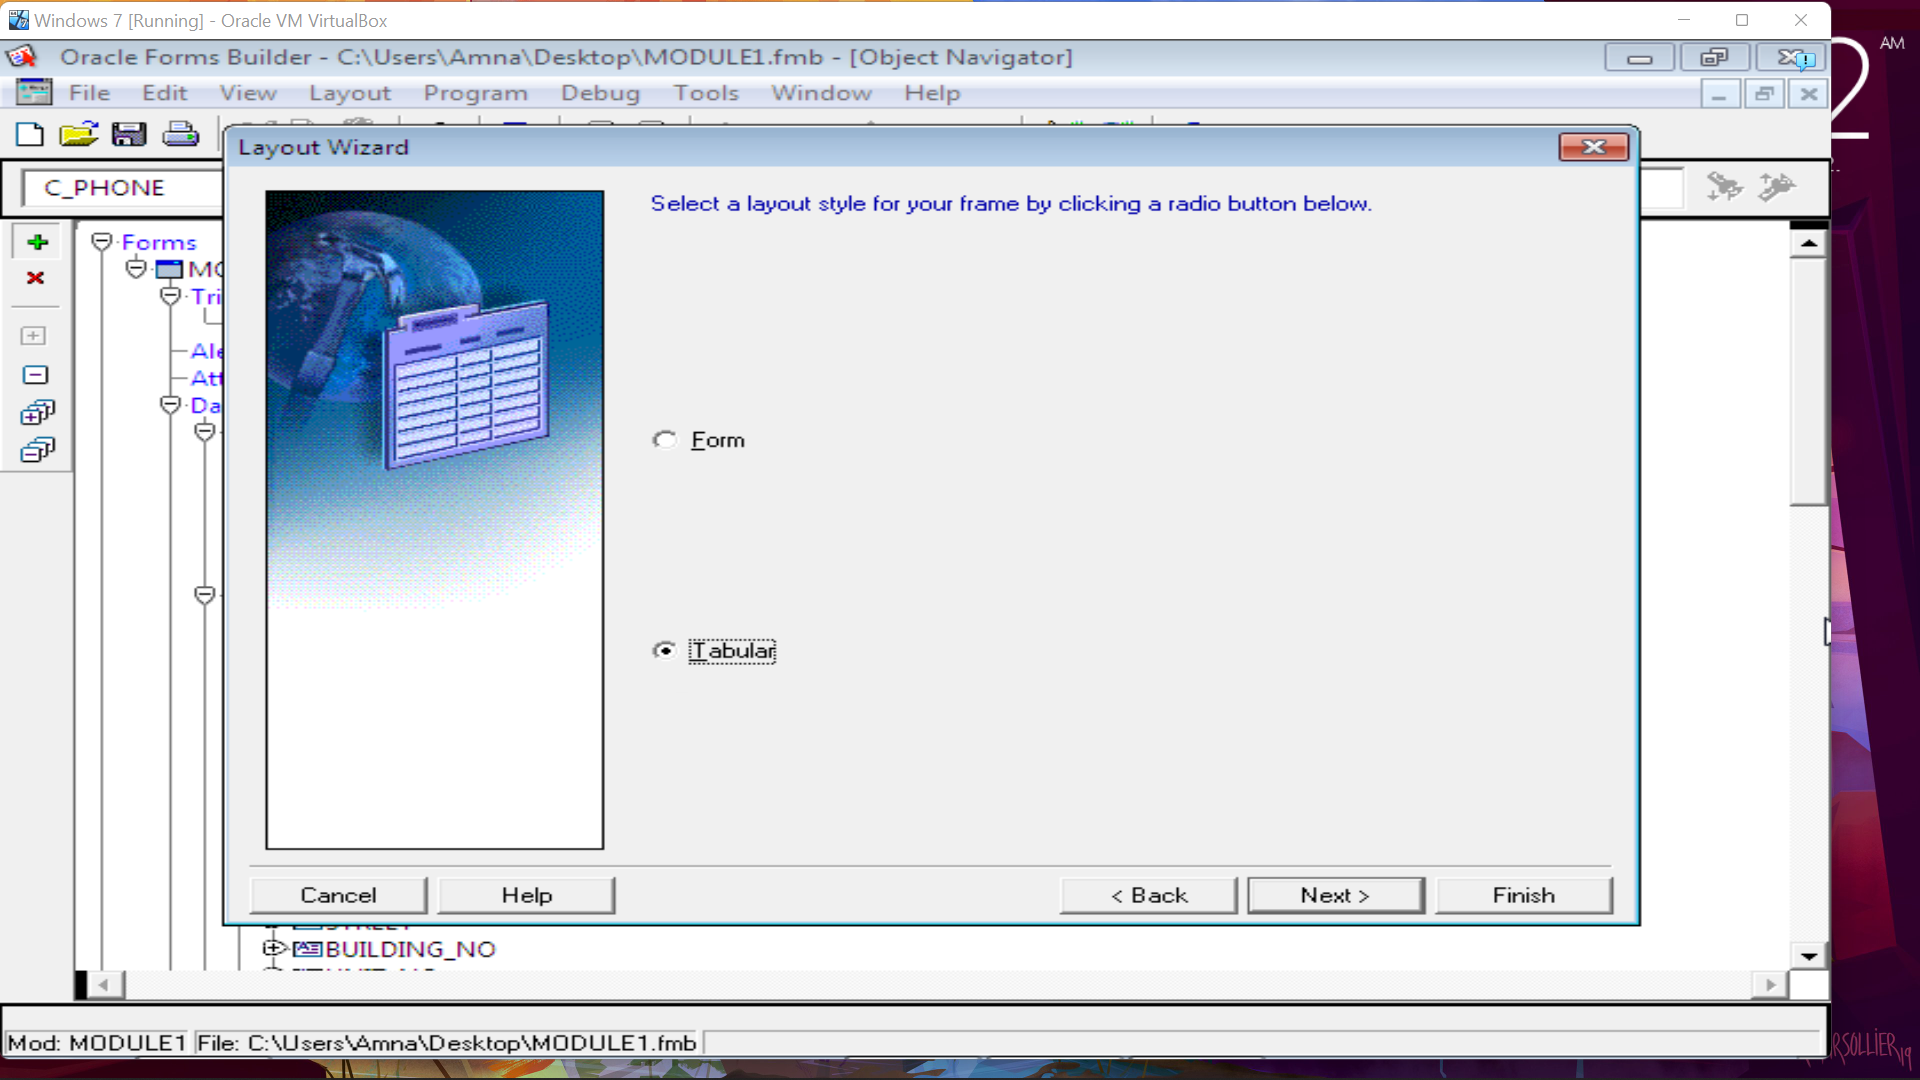 Windows 7 [Running] - Oracle VM VirtualBox
AM
2
Oracle Forms Builder - C:\Users\Amna\Desktop\MODULE1.fmb - [Object Navigator]
File Edit View Layout Program Debug Tools Window Help
Layout Wizard
C_PHONE
Select a layout style for your frame by clicking a radio button below.
Forms
MO
Tri
Ale
Att
Da
Form
Tabular
Cancel
Help
< Back
Next >
Finish
STREET
BUILDING_NO
Mod: MODULE1
File: C:\Users\Amna\Desktop\MODULE1.fmb